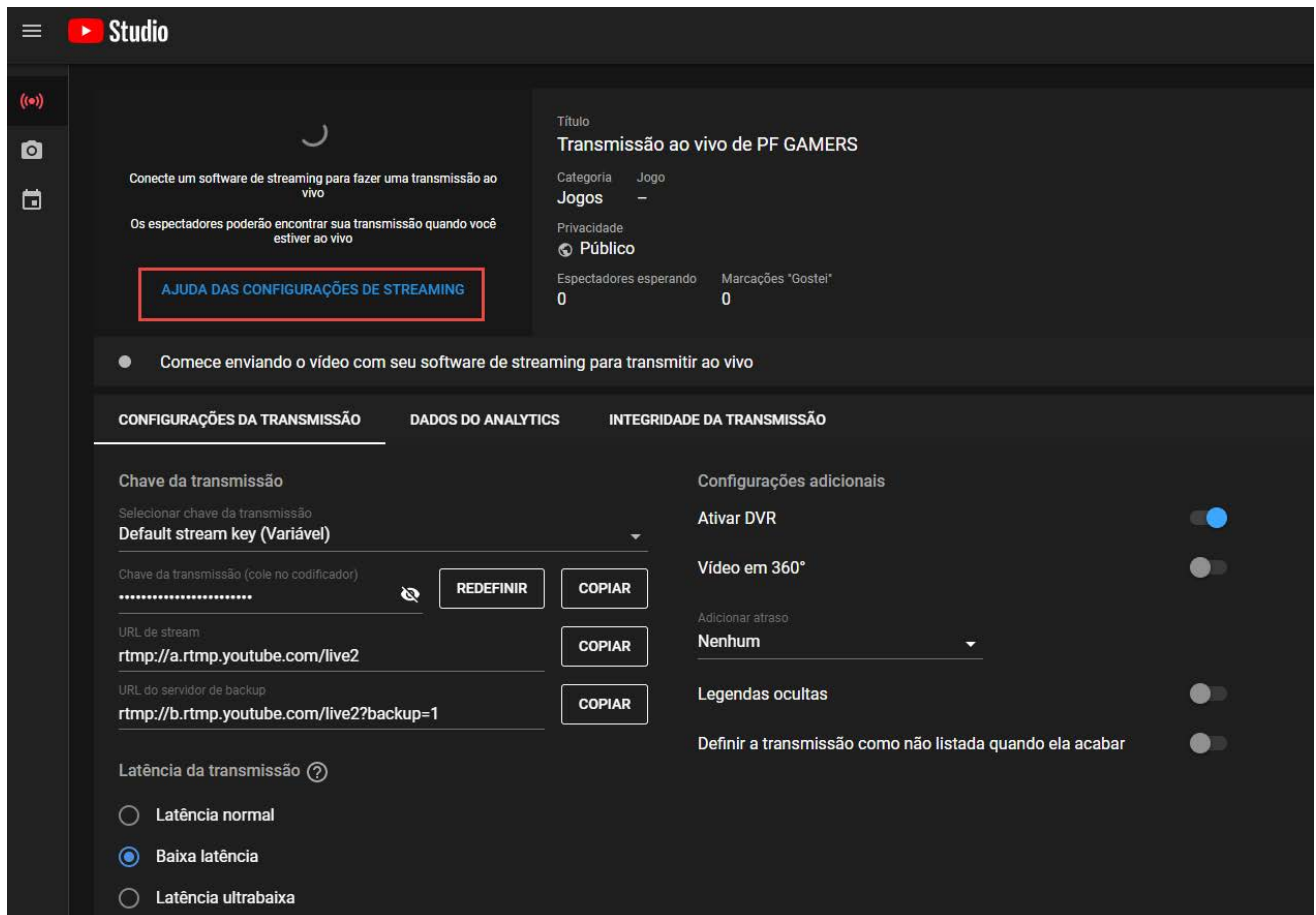 Studio
Conecte um software de streaming para fazer uma transmissão ao
vivo
Os espectadores poderão encontrar sua transmissão quando você
estiver ao vivo
AJUDA DAS CONFIGURAÇÕES DE STREAMING
Título
Transmissão ao vivo de PF GAMERS
Categoria Jogo
Jogos –
Privacidade
Público
Espectadores esperando Marcações "Gostei"
0 0
Comece enviando o vídeo com seu software de streaming para transmitir ao vivo
CONFIGURAÇÕES DA TRANSMISSÃO DADOS DO ANALYTICS INTEGRIDADE DA TRANSMISSÃO
Chave da transmissão
Selecionar chave da transmissão
Default stream key (Variável)
Chave da transmissão (cole no codificador)
•••••••••••••••••••••••• REDEFINIR COPIAR
URL de stream
rtmp://a.rtmp.youtube.com/live2 COPIAR
URL do servidor de backup
rtmp://b.rtmp.youtube.com/live2?backup=1 COPIAR
Latência da transmissão ?
Latência normal
Baixa latência
Latência ultrabaixa
Configurações adicionais
Ativar DVR
Vídeo em 360°
Adicionar atraso
Nenhum
Legendas ocultas
Definir a transmissão como não listada quando ela acabar